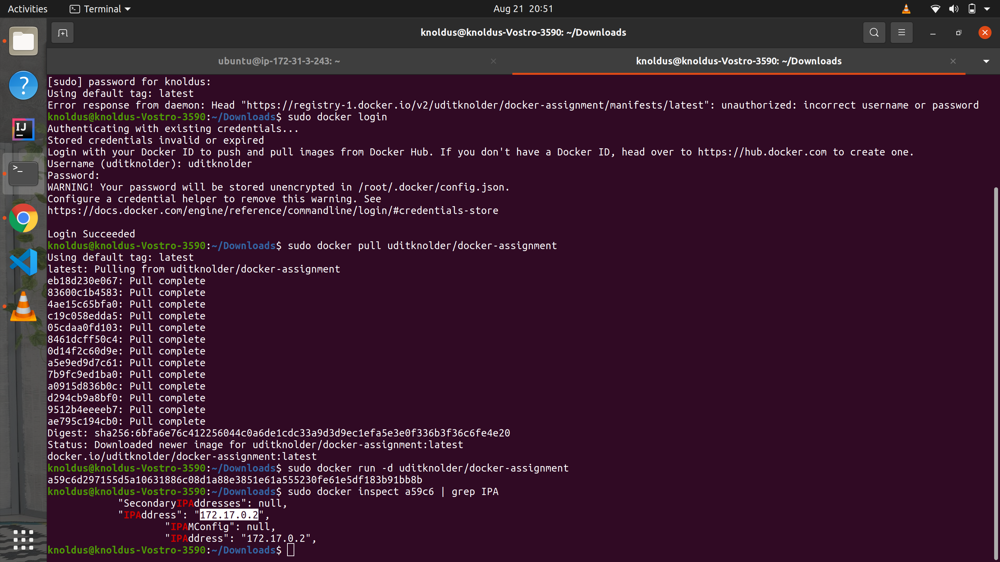 Activities
Terminal
Aug 21 20:51
knoldus@knoldus-Vostro-3590: ~/Downloads
ubuntu@ip-172-31-3-243: ~
knoldus@knoldus-Vostro-3590: ~/Downloads
[sudo] password for knoldus:
Using default tag: latest
Error response from daemon: Head "https://registry-1.docker.io/v2/uditknolder/docker-assignment/manifests/latest": unauthorized: incorrect username or password
knoldus@knoldus-Vostro-3590:~/Downloads$ sudo docker login
Authenticating with existing credentials...
Stored credentials invalid or expired
Login with your Docker ID to push and pull images from Docker Hub. If you don't have a Docker ID, head over to https://hub.docker.com to create one.
Username (uditknolder): uditknolder
Password:
WARNING! Your password will be stored unencrypted in /root/.docker/config.json.
Configure a credential helper to remove this warning. See
https://docs.docker.com/engine/reference/commandline/login/#credentials-store
Login Succeeded
knoldus@knoldus-Vostro-3590:~/Downloads$ sudo docker pull uditknolder/docker-assignment
Using default tag: latest
latest: Pulling from uditknolder/docker-assignment
eb18d230e067: Pull complete
83600c1b4583: Pull complete
4ae15c65bfa0: Pull complete
c19c058edda5: Pull complete
05cdaa0fd103: Pull complete
8461dcff50c4: Pull complete
0d14f2c60d9e: Pull complete
a5e9ed9d7c61: Pull complete
7b9fc9ed1ba0: Pull complete
a0915d836b0c: Pull complete
d294cb9a8bf0: Pull complete
9512b4eeeeb7: Pull complete
ae795c194cb0: Pull complete
Digest: sha256:6bfa6e76c412256044c0a6de1cdc33a9d3d9ec1efa5e3e0f336b3f36c6fe4e20
Status: Downloaded newer image for uditknolder/docker-assignment:latest
docker.io/uditknolder/docker-assignment:latest
knoldus@knoldus-Vostro-3590:~/Downloads$ sudo docker run -d uditknolder/docker-assignment
a59c6d297155d5a10631886c08d1a88e3851e61a555230fe61e5df183b91bb8b
knoldus@knoldus-Vostro-3590:~/Downloads$ sudo docker inspect a59c6 | grep IPA
"SecondaryIPAddresses": null,
"IPAddress": "172.17.0.2",
"IPAMConfig": null,
"IPAddress": "172.17.0.2",
knoldus@knoldus-Vostro-3590:~/Downloads$